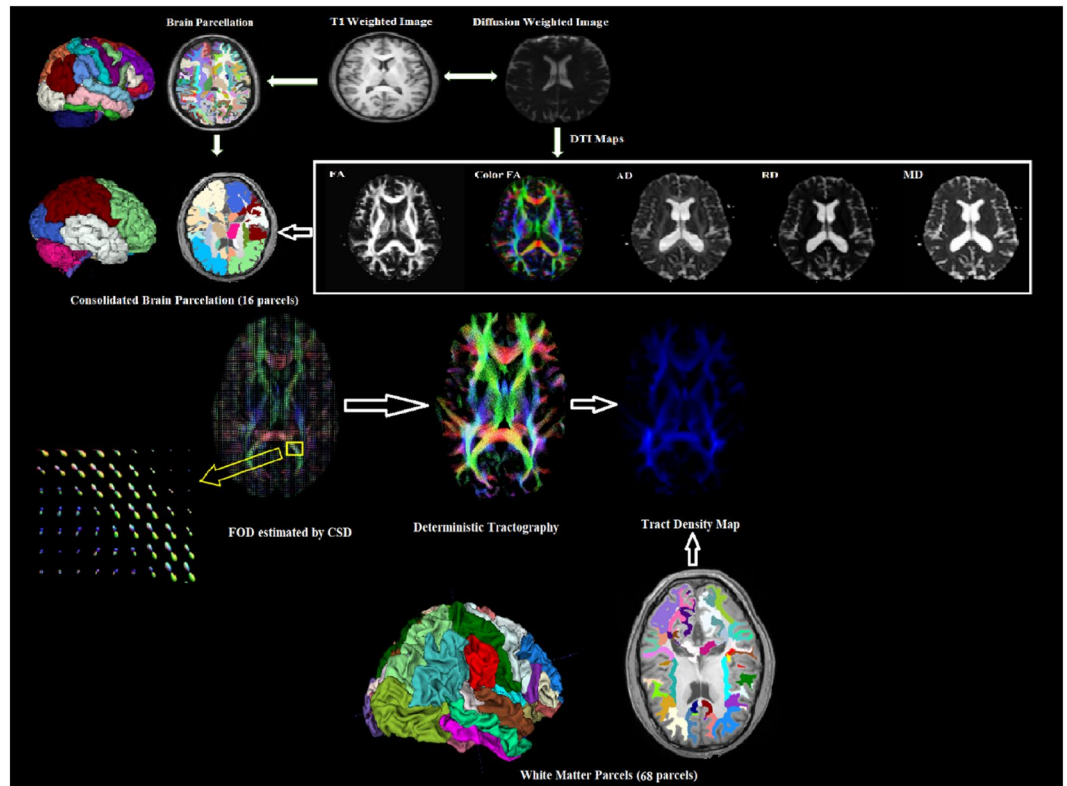 Brain Parcellation
T1 Weighted Image
Diffusion Weighted Image
DTI Maps
FA
Color FA
AD
RD
MD
Consolidated Brain Parcelation (16 parcels)
FOD estimated by CSD
Deterministic Tractography
Tract Density Map
White Matter Parcels (68 parcels)